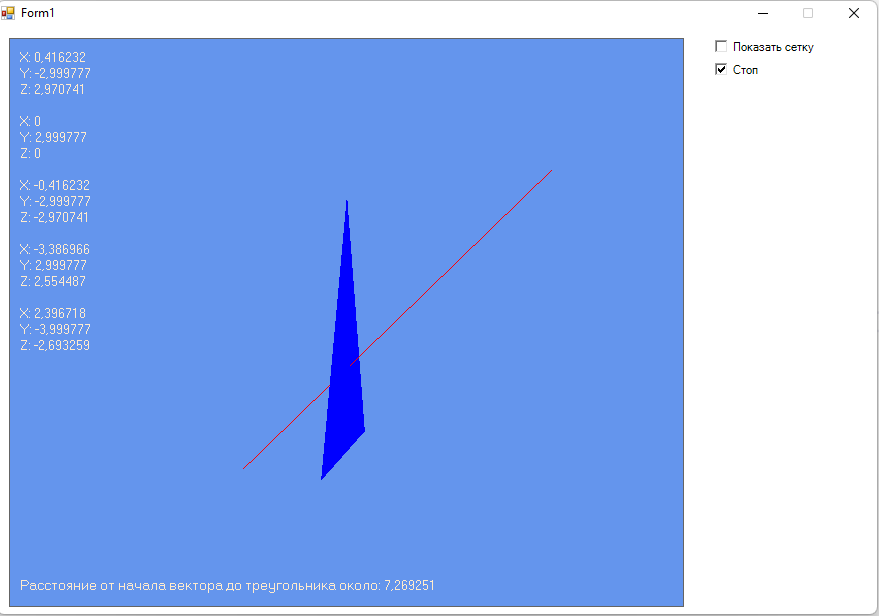 Form1
Показать сетку
Стоп
X: 0,416232
Y: -2,999777
Z: 2,970741
X: 0
Y: 2,999777
Z: 0
X: -0,416232
Y: -2,999777
Z: -2,970741
X: -3,386966
Y: 2,999777
Z: 2,554487
X: 2,396718
Y: -3,999777
Z: -2,693259
Расстояние от начала вектора до треугольника около: 7,269251